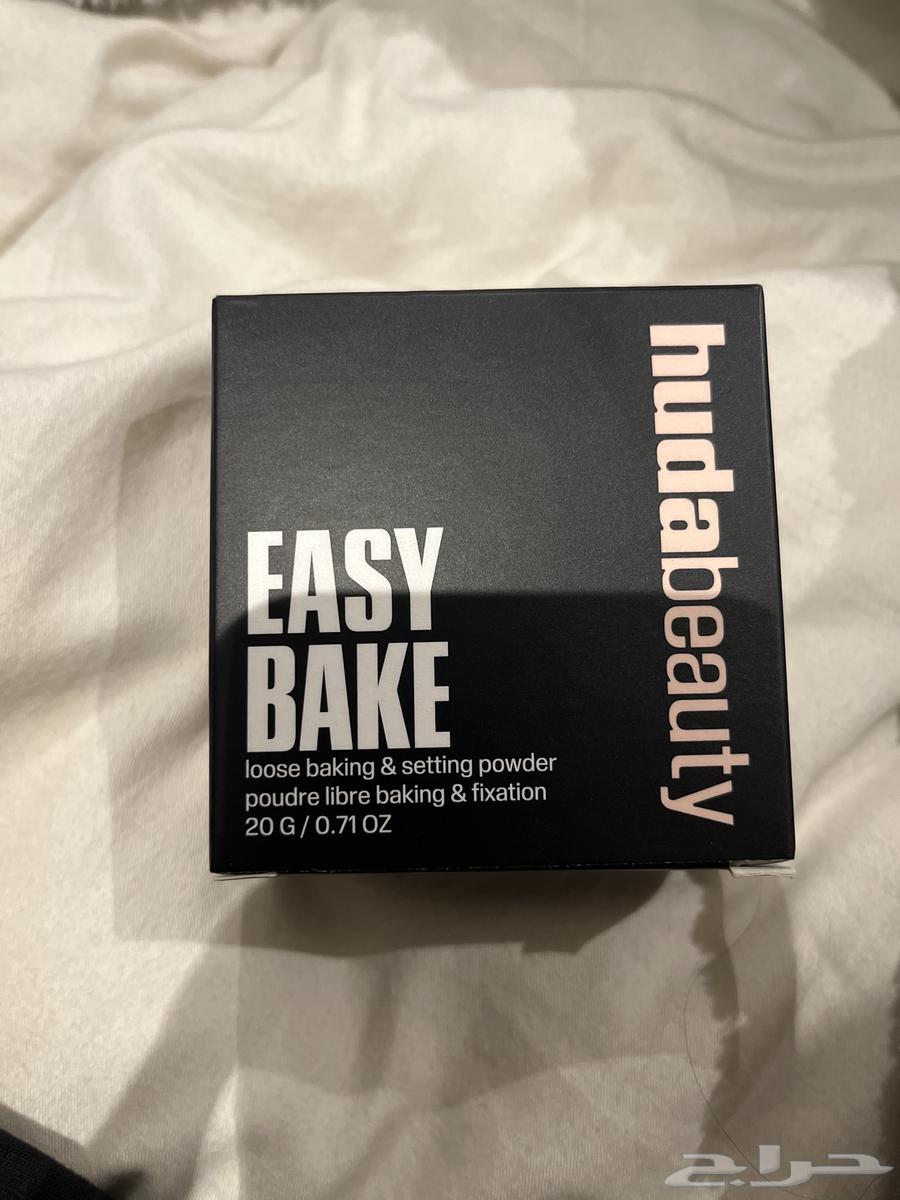 hudabeauty
EASY
BAKE
loose baking & setting powder
poudre libre baking & fixation
20 G / 0.71 OZ
حراج